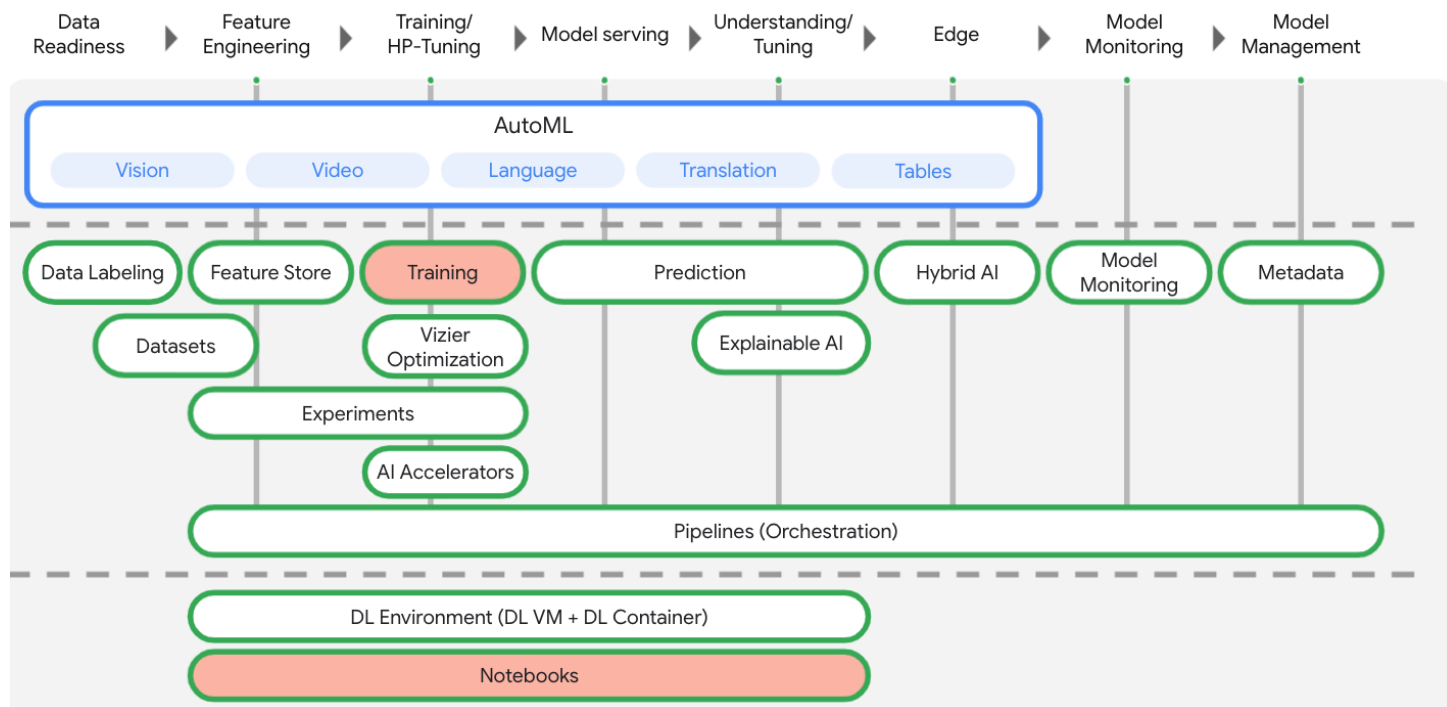 Data
Readiness
Feature
Engineering
Training/
HP-Tuning
Model serving
Understanding/
Tuning
Edge
Model
Monitoring
Model
Management
AutoML
Vision
Video
Language
Translation
Tables
Data Labeling
Feature Store
Training
Prediction
Hybrid AI
Model
Monitoring
Metadata
Datasets
Vizier
Optimization
Explainable AI
Experiments
AI Accelerators
Pipelines (Orchestration)
DL Environment (DL VM + DL Container)
Notebooks